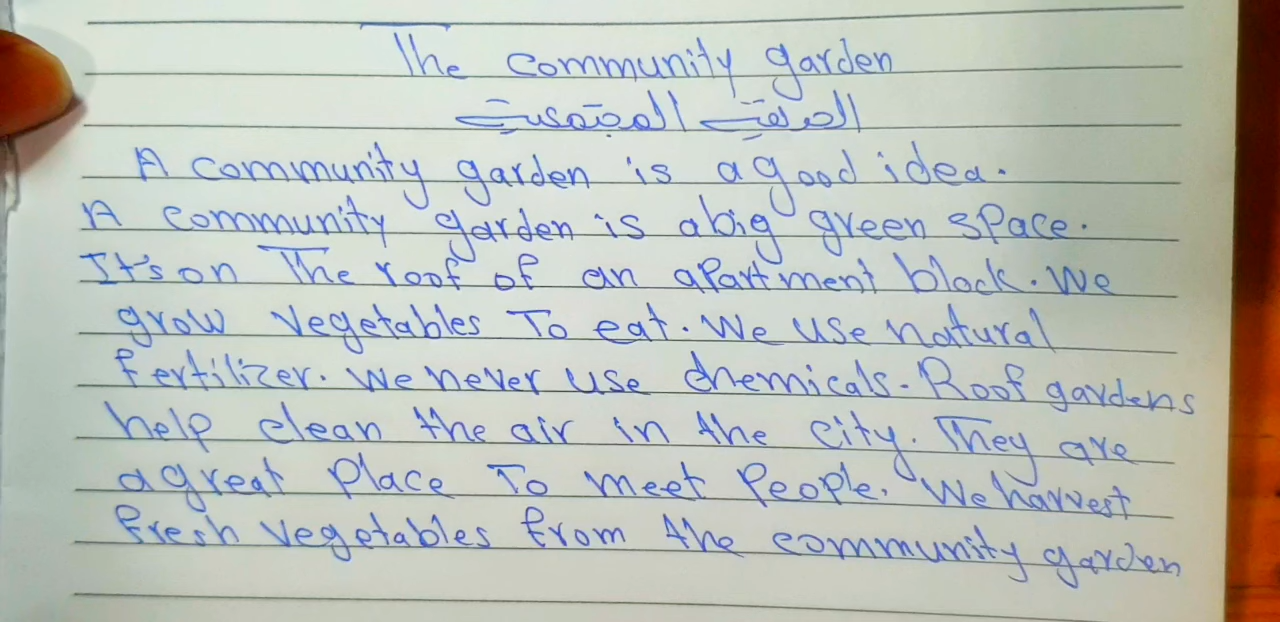 The community garden
الحديقة المجتمعية
A community garden is a good idea.
A community garden is a big green space.
It's on The roof of an apartment block. We
grow vegetables To eat. We use natural
fertilizer. We never use chemicals. Roof gardens
help clean the air in the city. They are
a great place To meet people. We harvest
fresh vegetables from the community garden